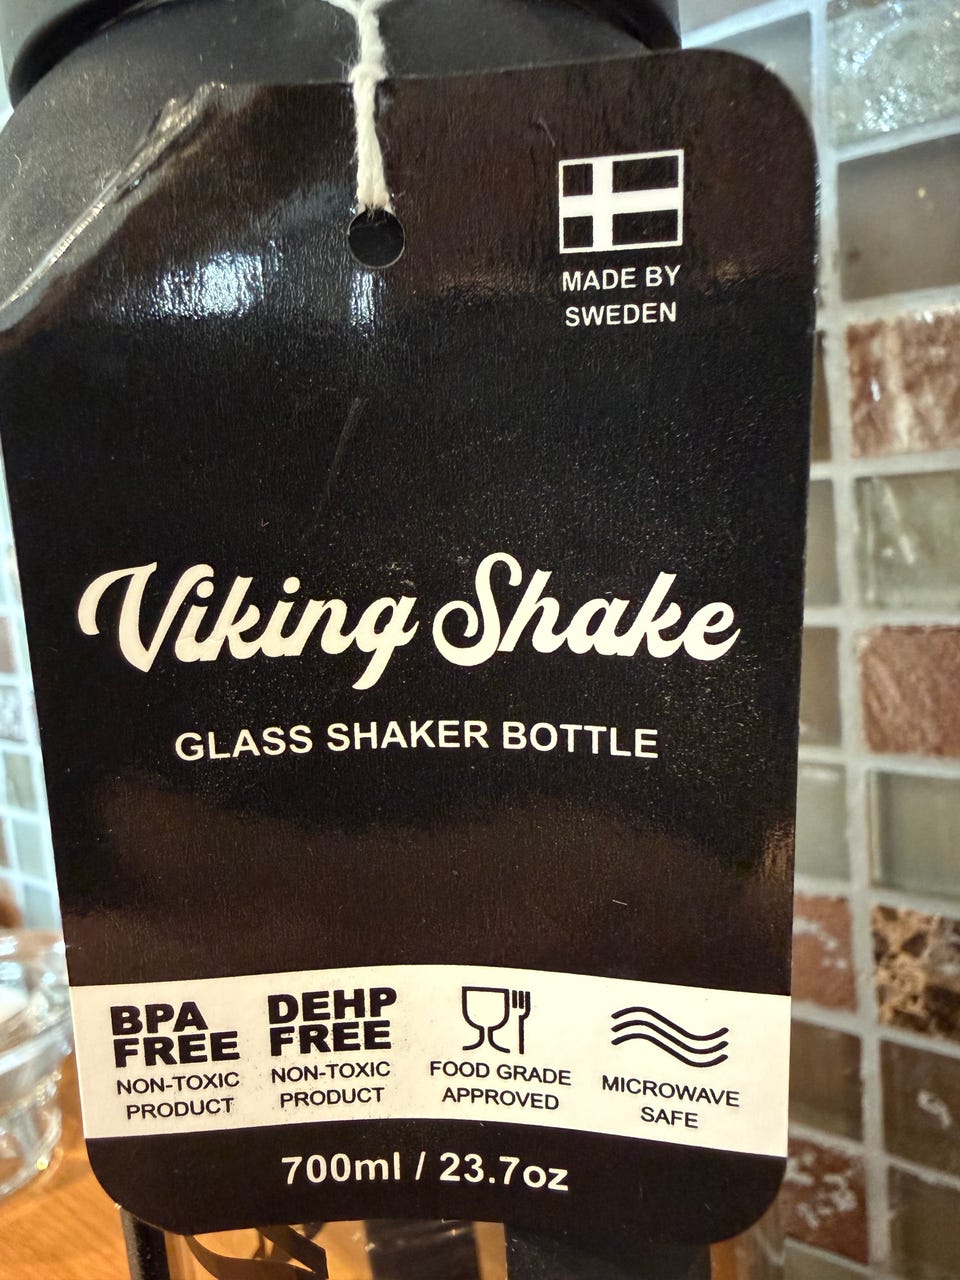 MADE BY
SWEDEN
Viking Shake
GLASS SHAKER BOTTLE
BPA
FREE
NON-TOXIC
PRODUCT
DEHP
FREE
NON-TOXIC
PRODUCT
FOOD GRADE
APPROVED
MICROWAVE
SAFE
700ml / 23.7oz